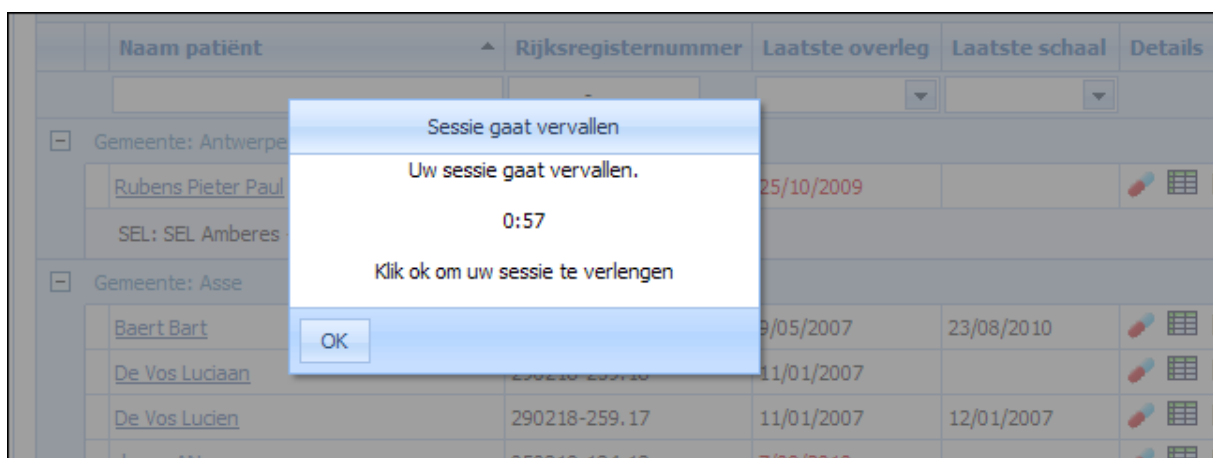 Naam patiënt Rijksregisternummer Laatste overleg Laatste schaal Details
-
Sessie gaat vervallen
Gemeente: Antwerpe
Uw sessie gaat vervallen.
Rubens Pieter Paul 25/10/2009
0:57
SEL: SEL Amberes
Klik ok om uw sessie te verlengen
Gemeente: Asse
Baert Bart 9/05/2007 23/08/2010
OK
De Vos Luciaan 11/01/2007
De Vos Lucien 290218-259.17 11/01/2007 12/01/2007